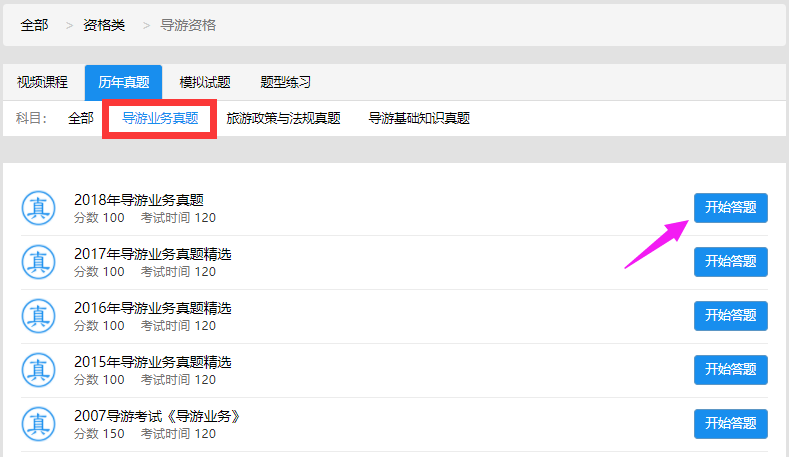 全部 > 资格类 > 导游资格
视频课程 历年真题 模拟试题 题型练习
科目： 全部 导游业务真题 旅游政策与法规真题 导游基础知识真题
真 2018年导游业务真题 开始答题
分数 100 考试时间 120
真 2017年导游业务真题精选 开始答题
分数 100 考试时间 120
真 2016年导游业务真题精选 开始答题
分数 100 考试时间 120
真 2015年导游业务真题精选 开始答题
分数 100 考试时间 120
真 2007导游考试《导游业务》 开始答题
分数 150 考试时间 120